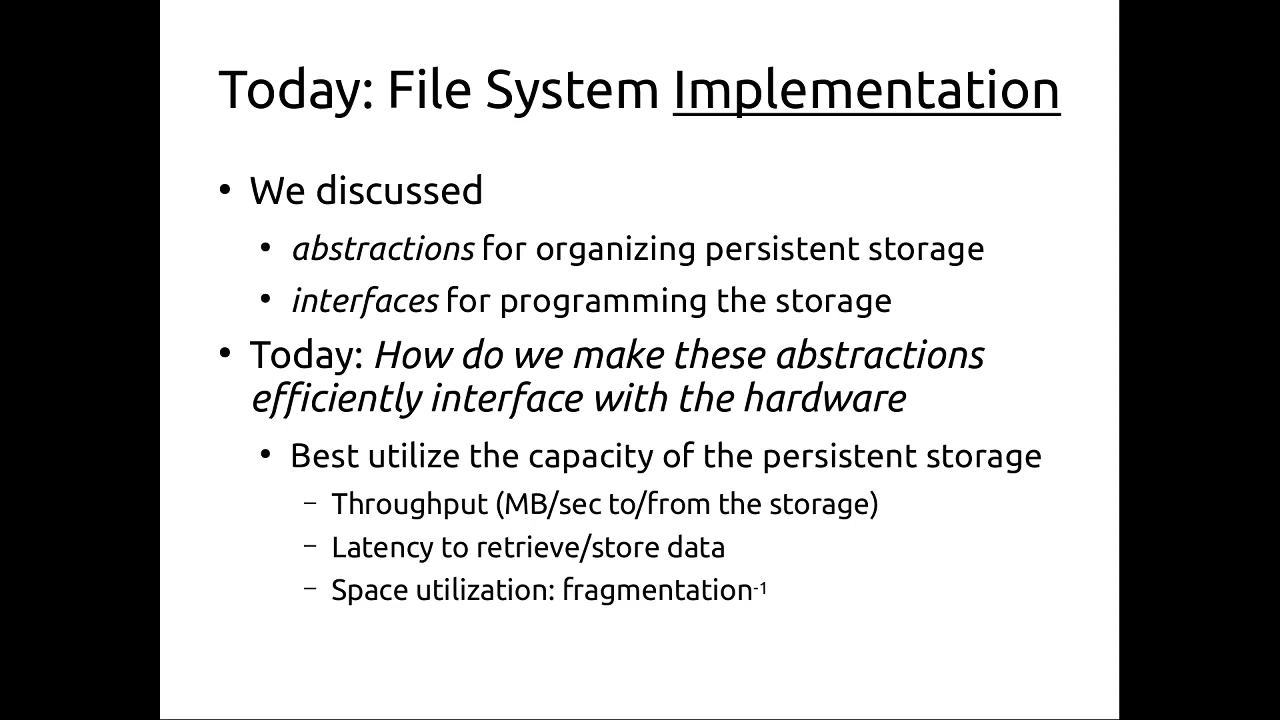 Today: File System Implementation
• We discussed
• abstractions for organizing persistent storage
• interfaces for programming the storage
• Today: How do we make these abstractions
efficiently interface with the hardware
• Best utilize the capacity of the persistent storage
– Throughput (MB/sec to/from the storage)
– Latency to retrieve/store data
– Space utilization: fragmentation-1